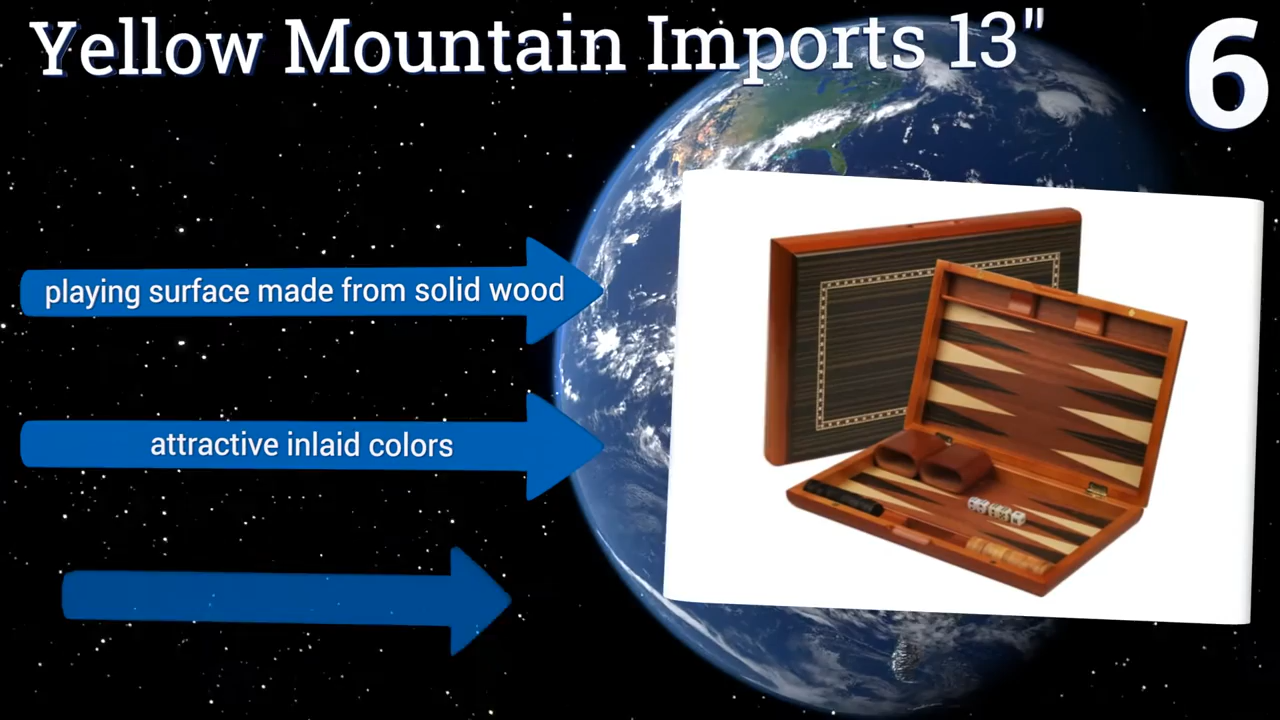 Yellow Mountain Imports 13"
6
playing surface made from solid wood
attractive inlaid colors